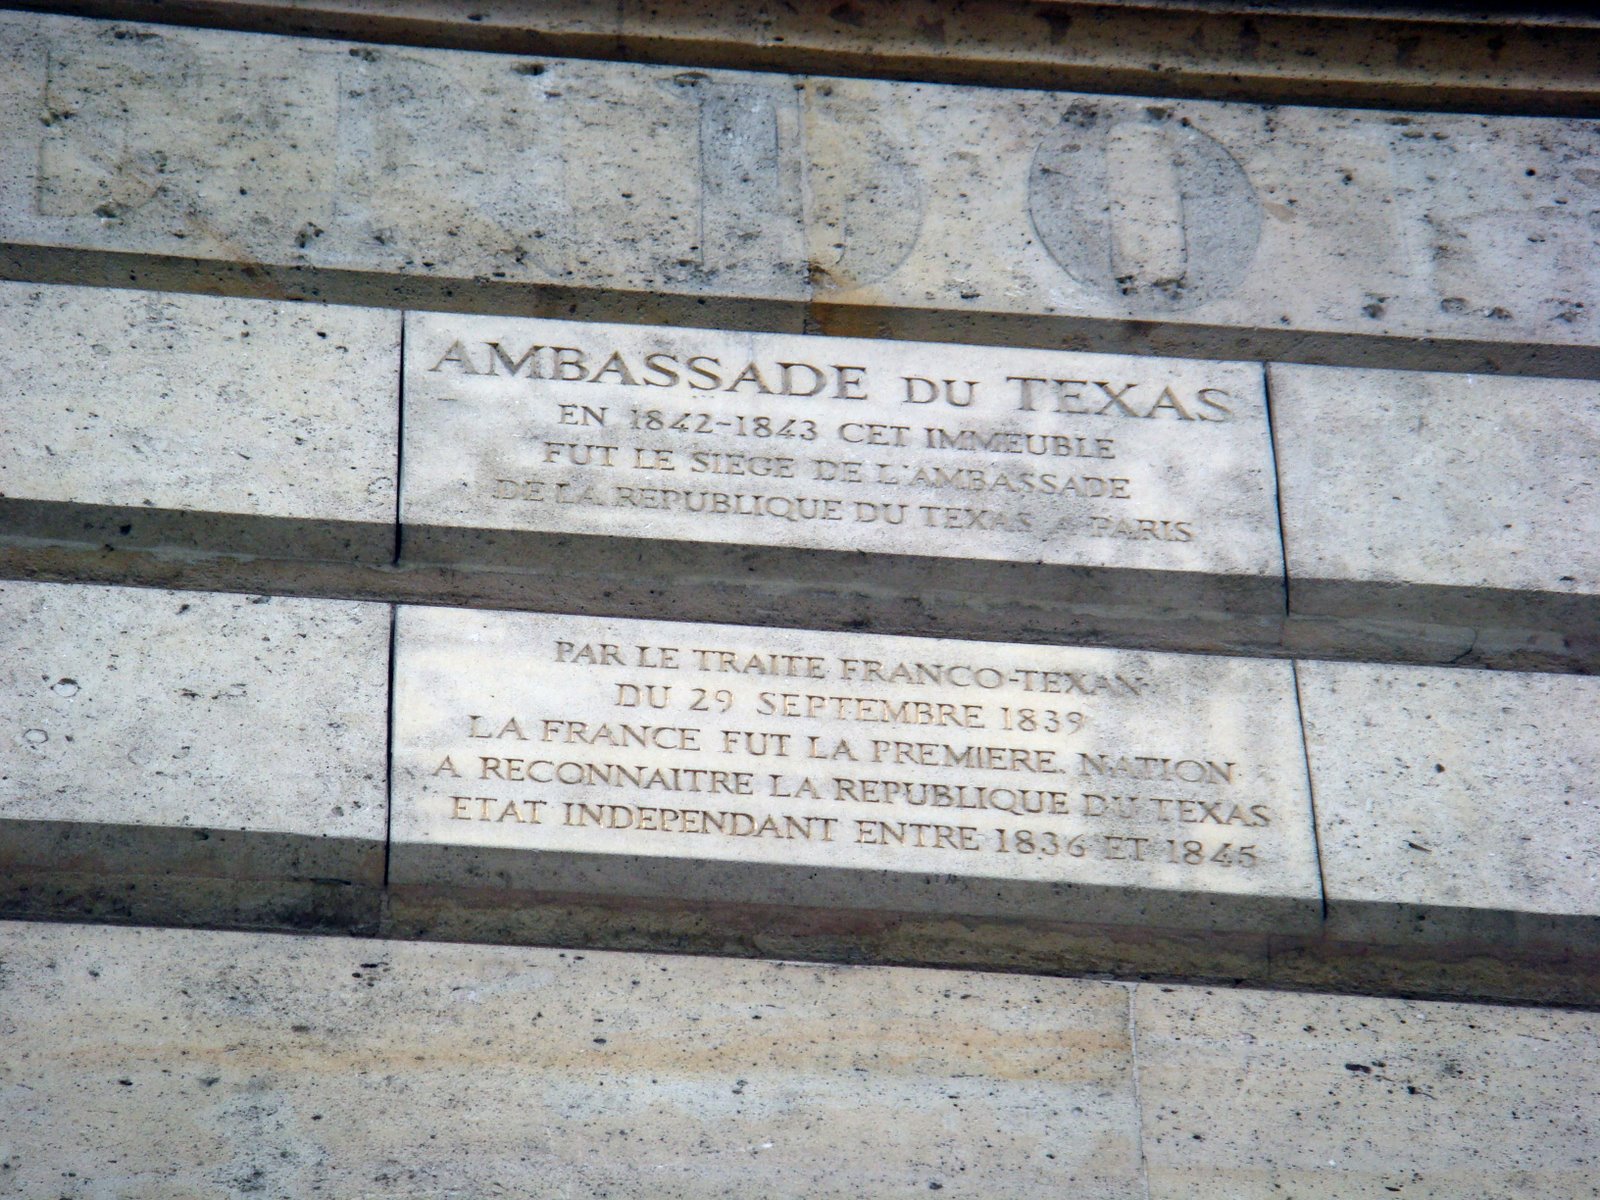 AMBASSADE DU TEXAS
EN 1842-1843 CET IMMEUBLE
FUT LE SIEGE DE L'AMBASSADE
DE LA REPUBLIQUE DU TEXAS A PARIS
PAR LE TRAITE FRANCO-TEXAN
DU 29 SEPTEMBRE 1839
LA FRANCE FUT LA PREMIERE NATION
A RECONNAITRE LA REPUBLIQUE DU TEXAS
ETAT INDEPENDANT ENTRE 1836 ET 1845